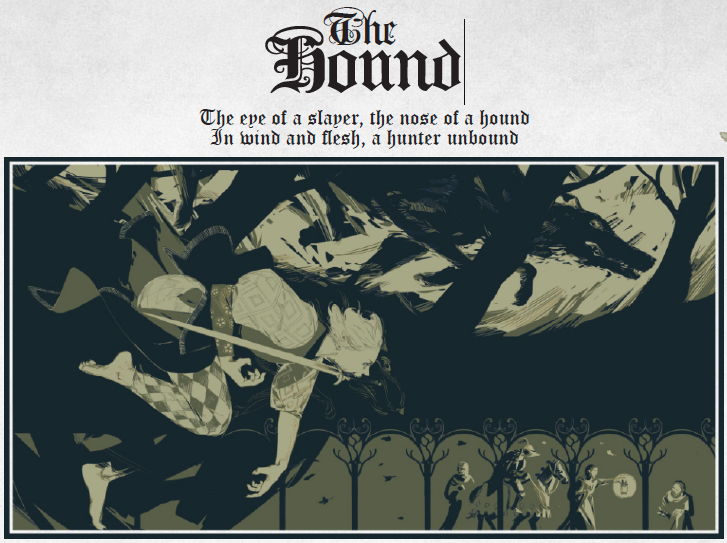 The
Hound
The eye of a slayer, the nose of a hound
In wind and flesh, a hunter unbound